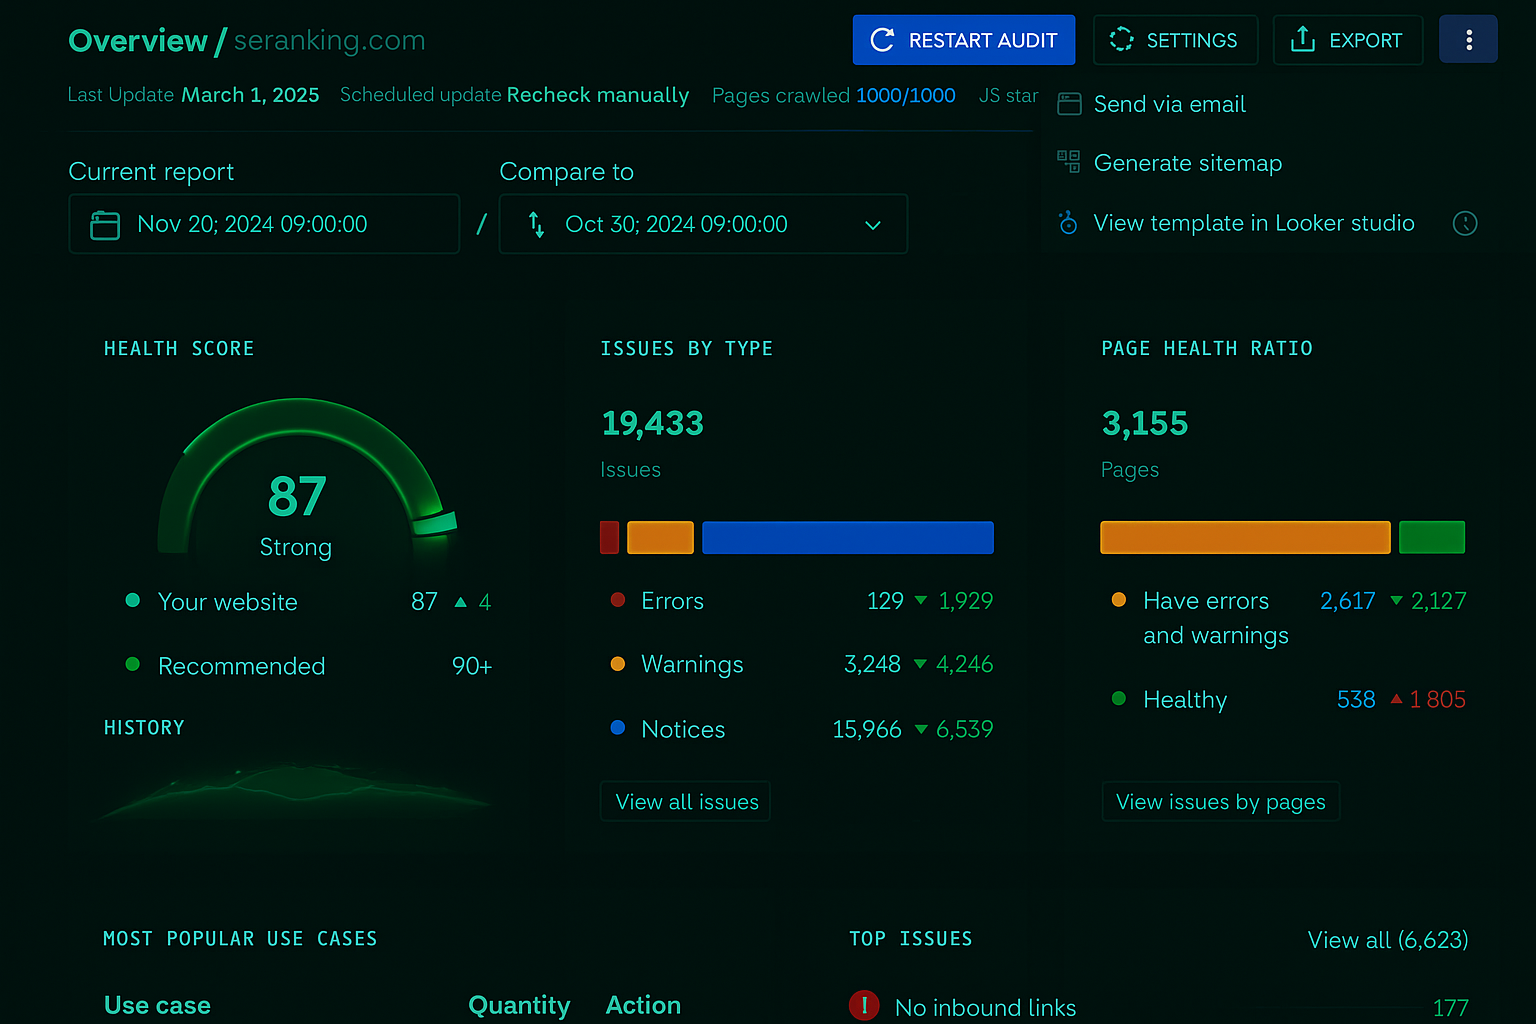 Overview / seranking.com
RESTART AUDIT
SETTINGS
EXPORT
Last Update March 1, 2025 Scheduled update Recheck manually Pages crawled 1000/1000 JS star
Send via email
Generate sitemap
View template in Looker studio
Current report
Compare to
Nov 20; 2024 09:00:00
/
Oct 30; 2024 09:00:00
HEALTH SCORE
87
Strong
Your website 87 ▲ 4
Recommended 90+
HISTORY
ISSUES BY TYPE
19,433
Issues
Errors 129 ▼ 1,929
Warnings 3,248 ▼ 4,246
Notices 15,966 ▼ 6,539
View all issues
PAGE HEALTH RATIO
3,155
Pages
Have errors 2,617 ▼ 2,127
and warnings
Healthy 538 ▲ 1 805
View issues by pages
MOST POPULAR USE CASES
Use case Quantity Action
TOP ISSUES
View all (6,623)
No inbound links 177